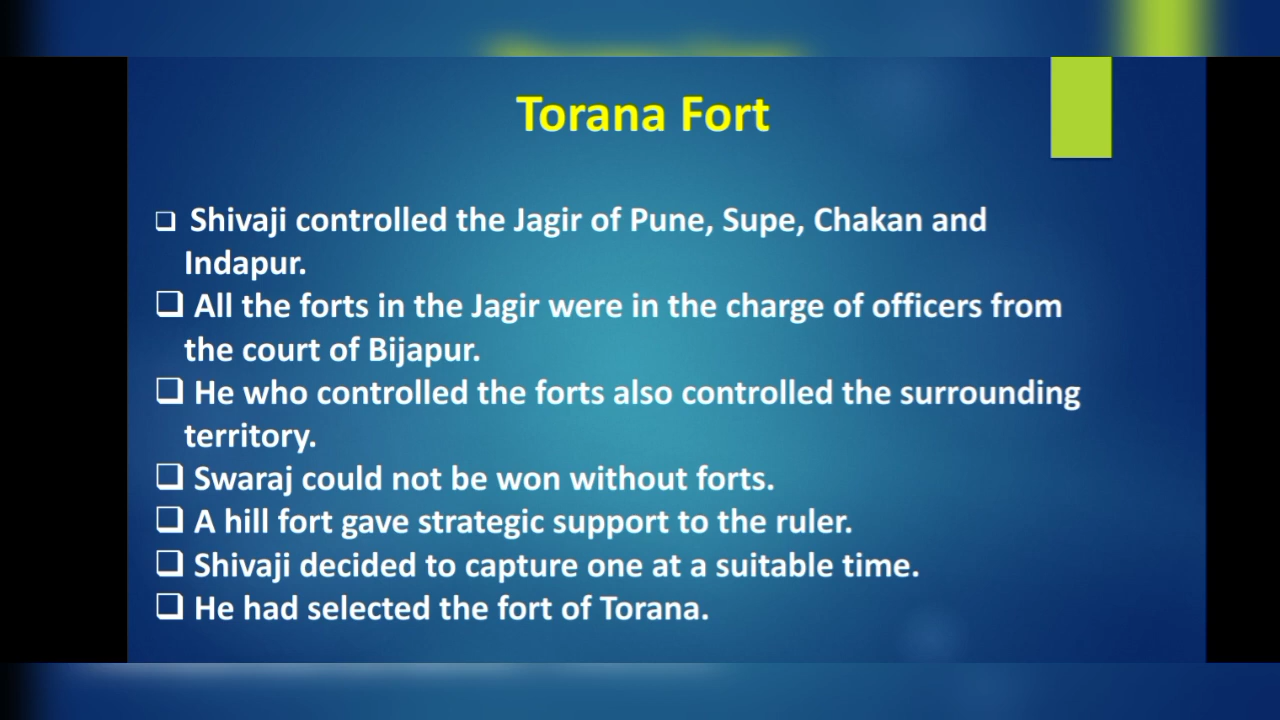 Torana Fort
❑ Shivaji controlled the Jagir of Pune, Supe, Chakan and
Indapur.
❑ All the forts in the Jagir were in the charge of officers from
the court of Bijapur.
❑ He who controlled the forts also controlled the surrounding
territory.
❑ Swaraj could not be won without forts.
❑ A hill fort gave strategic support to the ruler.
❑ Shivaji decided to capture one at a suitable time.
❑ He had selected the fort of Torana.